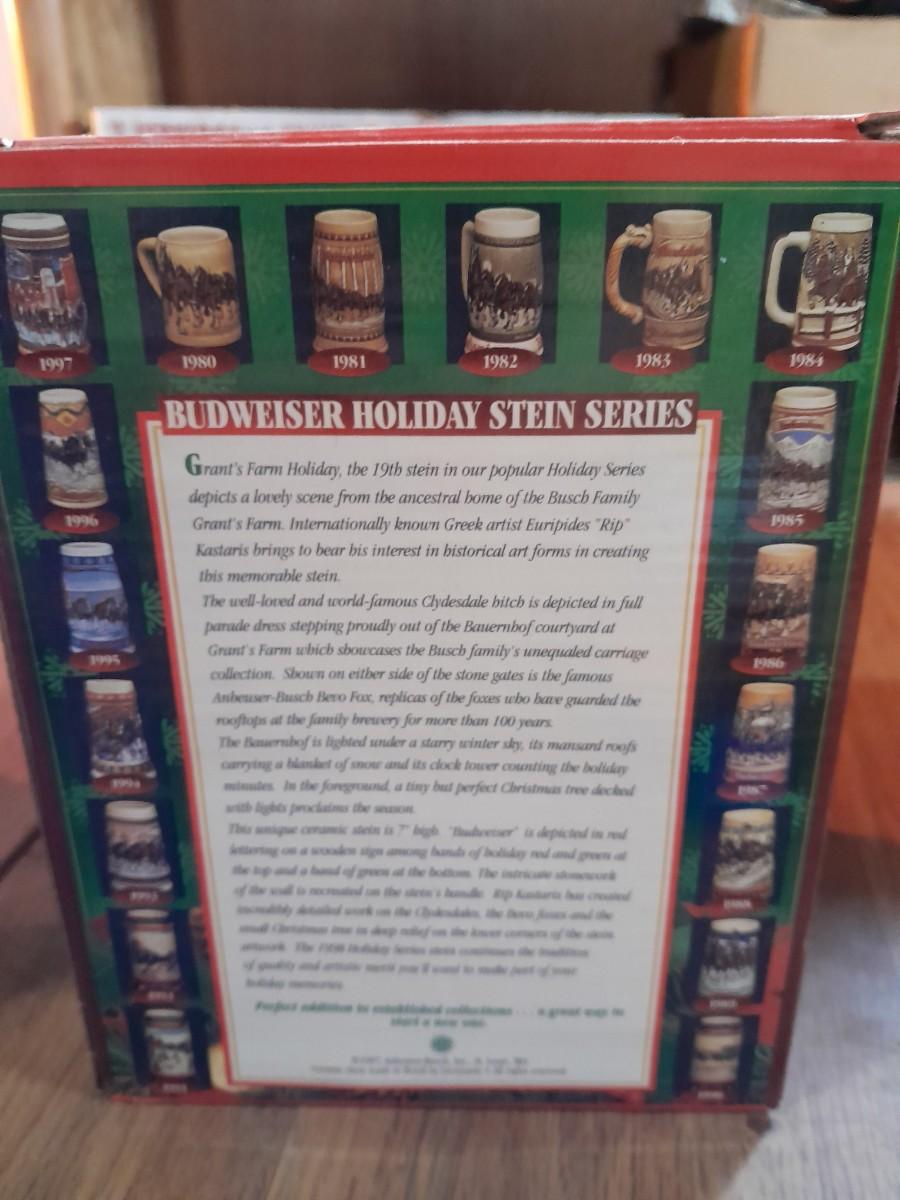 1997
1980
1981
1982
1983
1984
1996
1985
1995
1986
1994
1987
1993
1988
1992
1989
BUDWEISER HOLIDAY STEIN SERIES
Grant's Farm Holiday, the 19th stein in our popular Holiday Series
depicts a lovely scene from the ancestral home of the Busch Family
Grant's Farm. Internationally known Greek artist Euripides "Rip"
Kastaris brings to bear his interest in historical art forms in creating
this memorable stein.
The well-loved and world-famous Clydesdale hitch is depicted in full
parade dress stepping proudly out of the Bauernhof courtyard at
Grant's Farm which showcases the Busch family's unequaled carriage
collection. Shown on either side of the stone gates is the famous
Anheuser-Busch Bevo Fox, replicas of the foxes who have guarded the
rooftops at the family brewery for more than 100 years.
The Bauernhof is lighted under a starry winter sky, its mansard roofs
carrying a blanket of snow and its clock tower counting the holiday
minutes. In the foreground, a tiny but perfect Christmas tree decked
with lights proclaims the season.
This unique ceramic stein is 7" high. "Budweiser" is depicted in red
lettering on a wooden sign among bands of holiday red and green at
the top and a band of green at the bottom. The intricate stonework
of the wall is recreated on the stein's handle. Rip Kastaris has created
incredibly detailed work on the Clydesdales, the Bevo foxes and the
small Christmas tree in deep relief on the lower corners of the stein
artwork. The 1998 Holiday Series stein continues the tradition
of quality and artistic merit you'll want to make part of your
holiday memories.
Perfect addition to established collections . . . a great way to
start a new one.